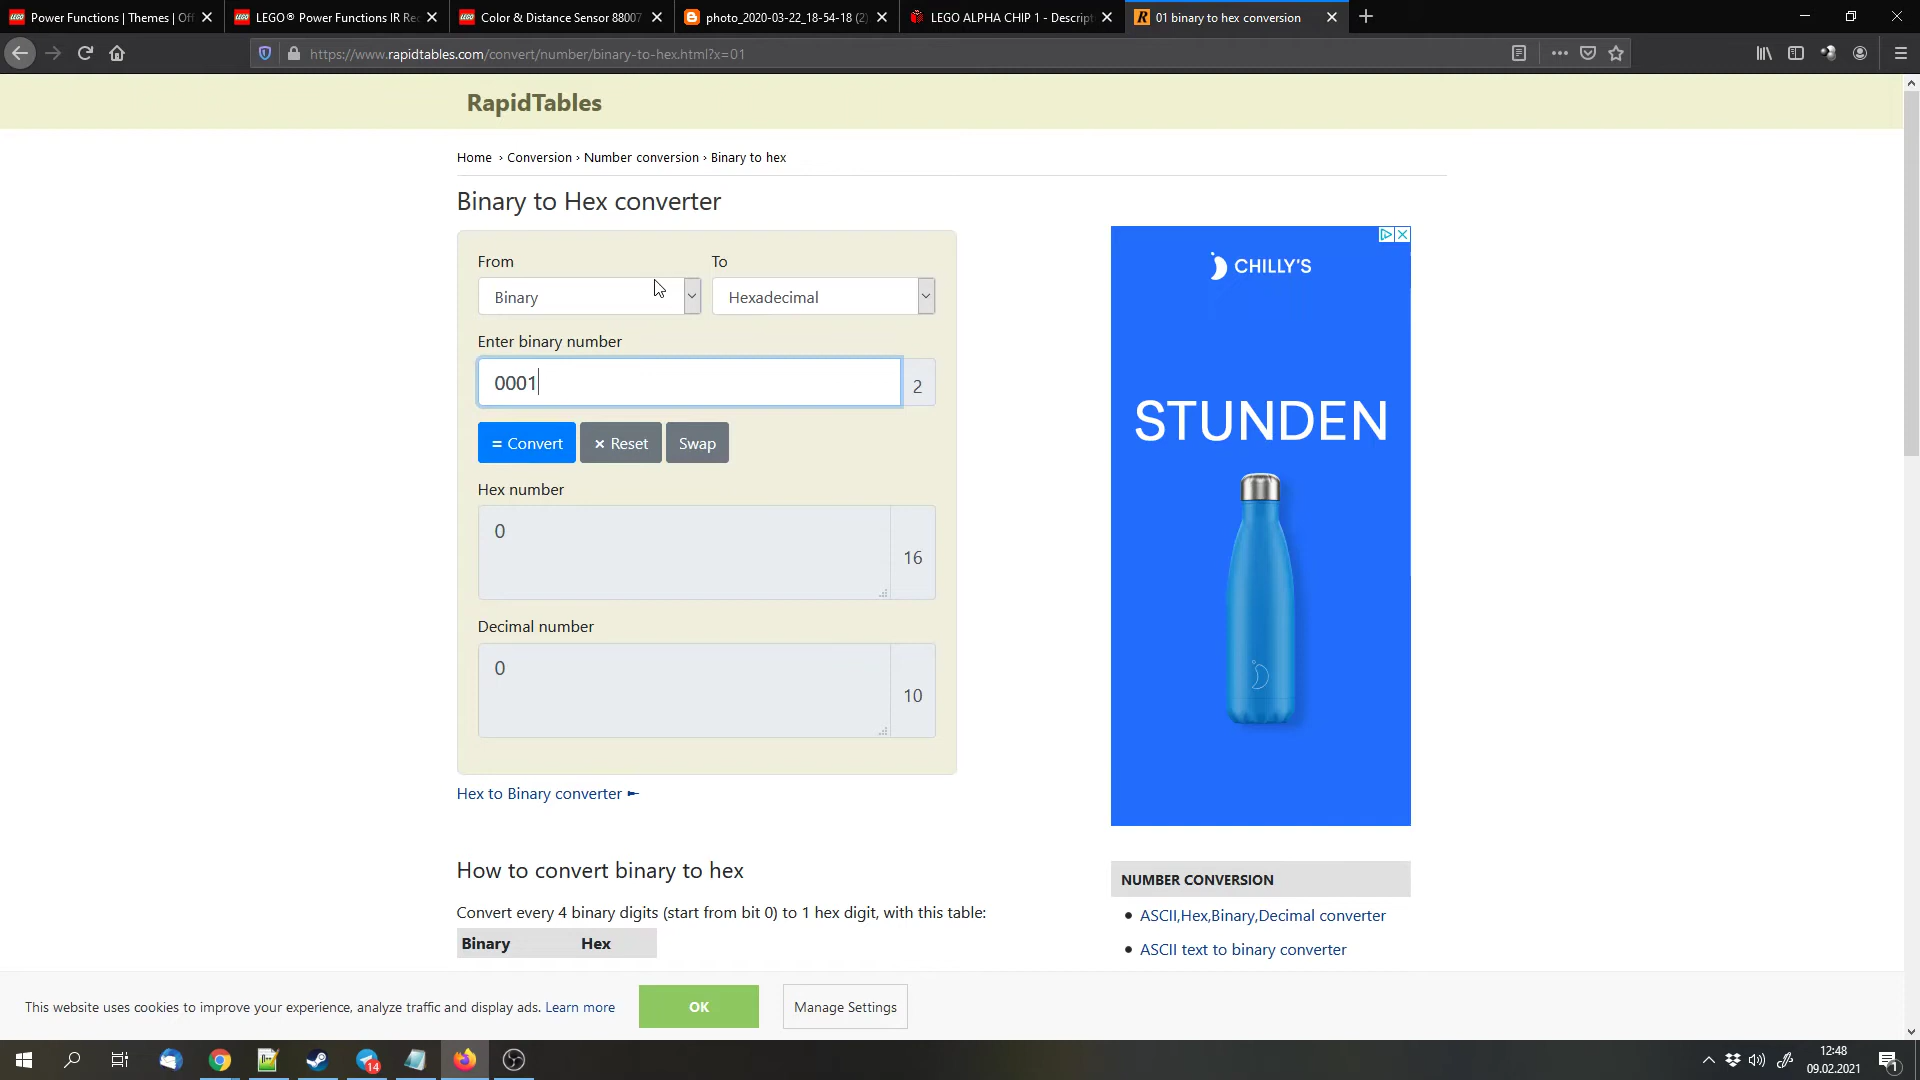 Power Functions | Themes | Off
LEGO® Power Functions IR Rec
Color & Distance Sensor 88007
photo_2020-03-22_18-54-18 (2)
LEGO ALPHA CHIP 1 - Descript
01 binary to hex conversion
https://www.rapidtables.com/convert/number/binary-to-hex.html?x=01
RapidTables
Home › Conversion › Number conversion › Binary to hex
Binary to Hex converter
From
To
Binary
Hexadecimal
Enter binary number
0001
2
= Convert
× Reset
Swap
Hex number
0
16
Decimal number
0
10
Hex to Binary converter ►
CHILLY'S
STUNDEN
How to convert binary to hex
Convert every 4 binary digits (start from bit 0) to 1 hex digit, with this table:
Binary Hex
NUMBER CONVERSION
• ASCII,Hex,Binary,Decimal converter
• ASCII text to binary converter
This website uses cookies to improve your experience, analyze traffic and display ads. Learn more
OK
Manage Settings
14
12:48
09.02.2021
1